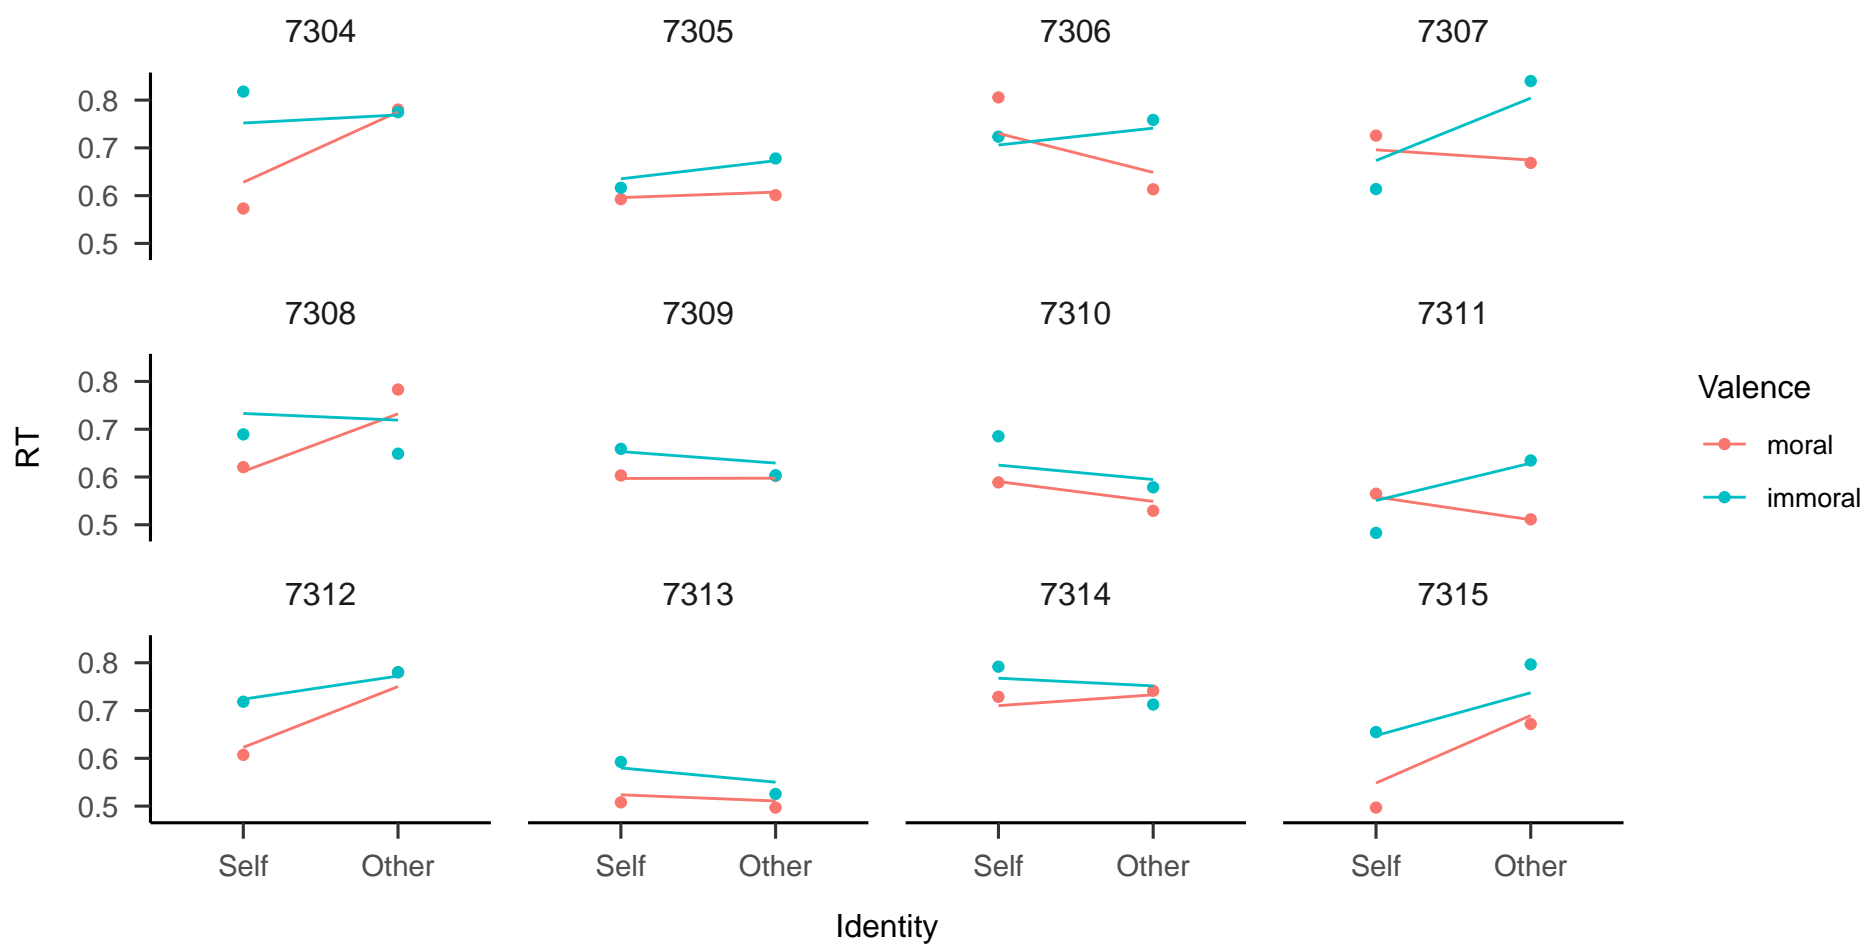 7304 7305 7306 7307
0.8
0.7
0.6
0.5
7308 7309 7310 7311
0.8
0.7
0.6
0.5
7312 7313 7314 7315
0.8
0.7
0.6
0.5
Self Other Self Other Self Other Self Other
Identity
RT
Valence
moral
immoral